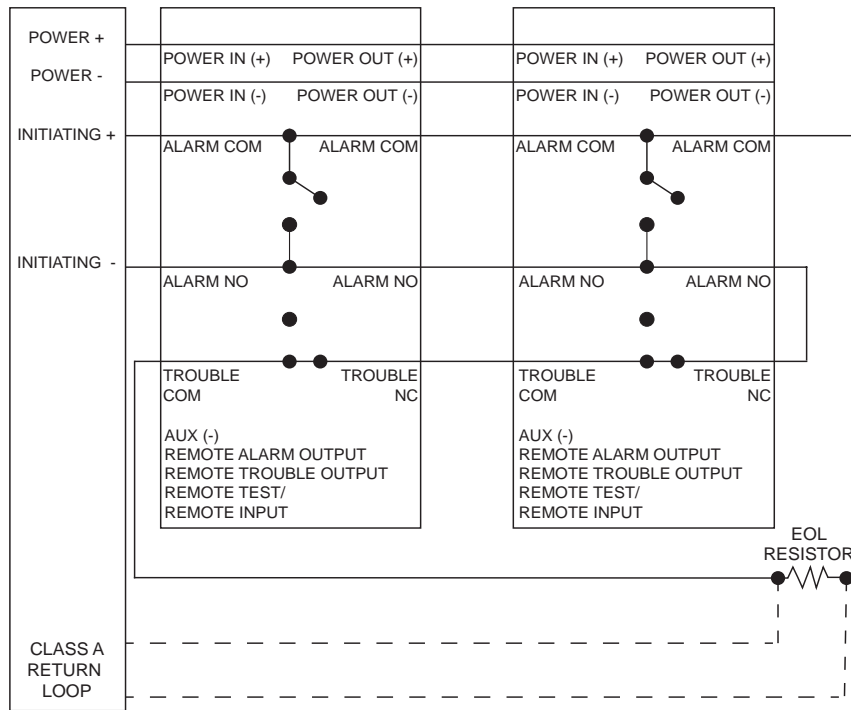 POWER +
POWER -
INITIATING +
INITIATING -
CLASS A
RETURN
LOOP
POWER IN (+) POWER OUT (+)
POWER IN (-) POWER OUT (-)
ALARM COM ALARM COM
ALARM NO ALARM NO
TROUBLE TROUBLE
COM NC
AUX (-)
REMOTE ALARM OUTPUT
REMOTE TROUBLE OUTPUT
REMOTE TEST/
REMOTE INPUT
POWER IN (+) POWER OUT (+)
POWER IN (-) POWER OUT (-)
ALARM COM ALARM COM
ALARM NO ALARM NO
TROUBLE TROUBLE
COM NC
AUX (-)
REMOTE ALARM OUTPUT
REMOTE TROUBLE OUTPUT
REMOTE TEST/
REMOTE INPUT
EOL
RESISTOR